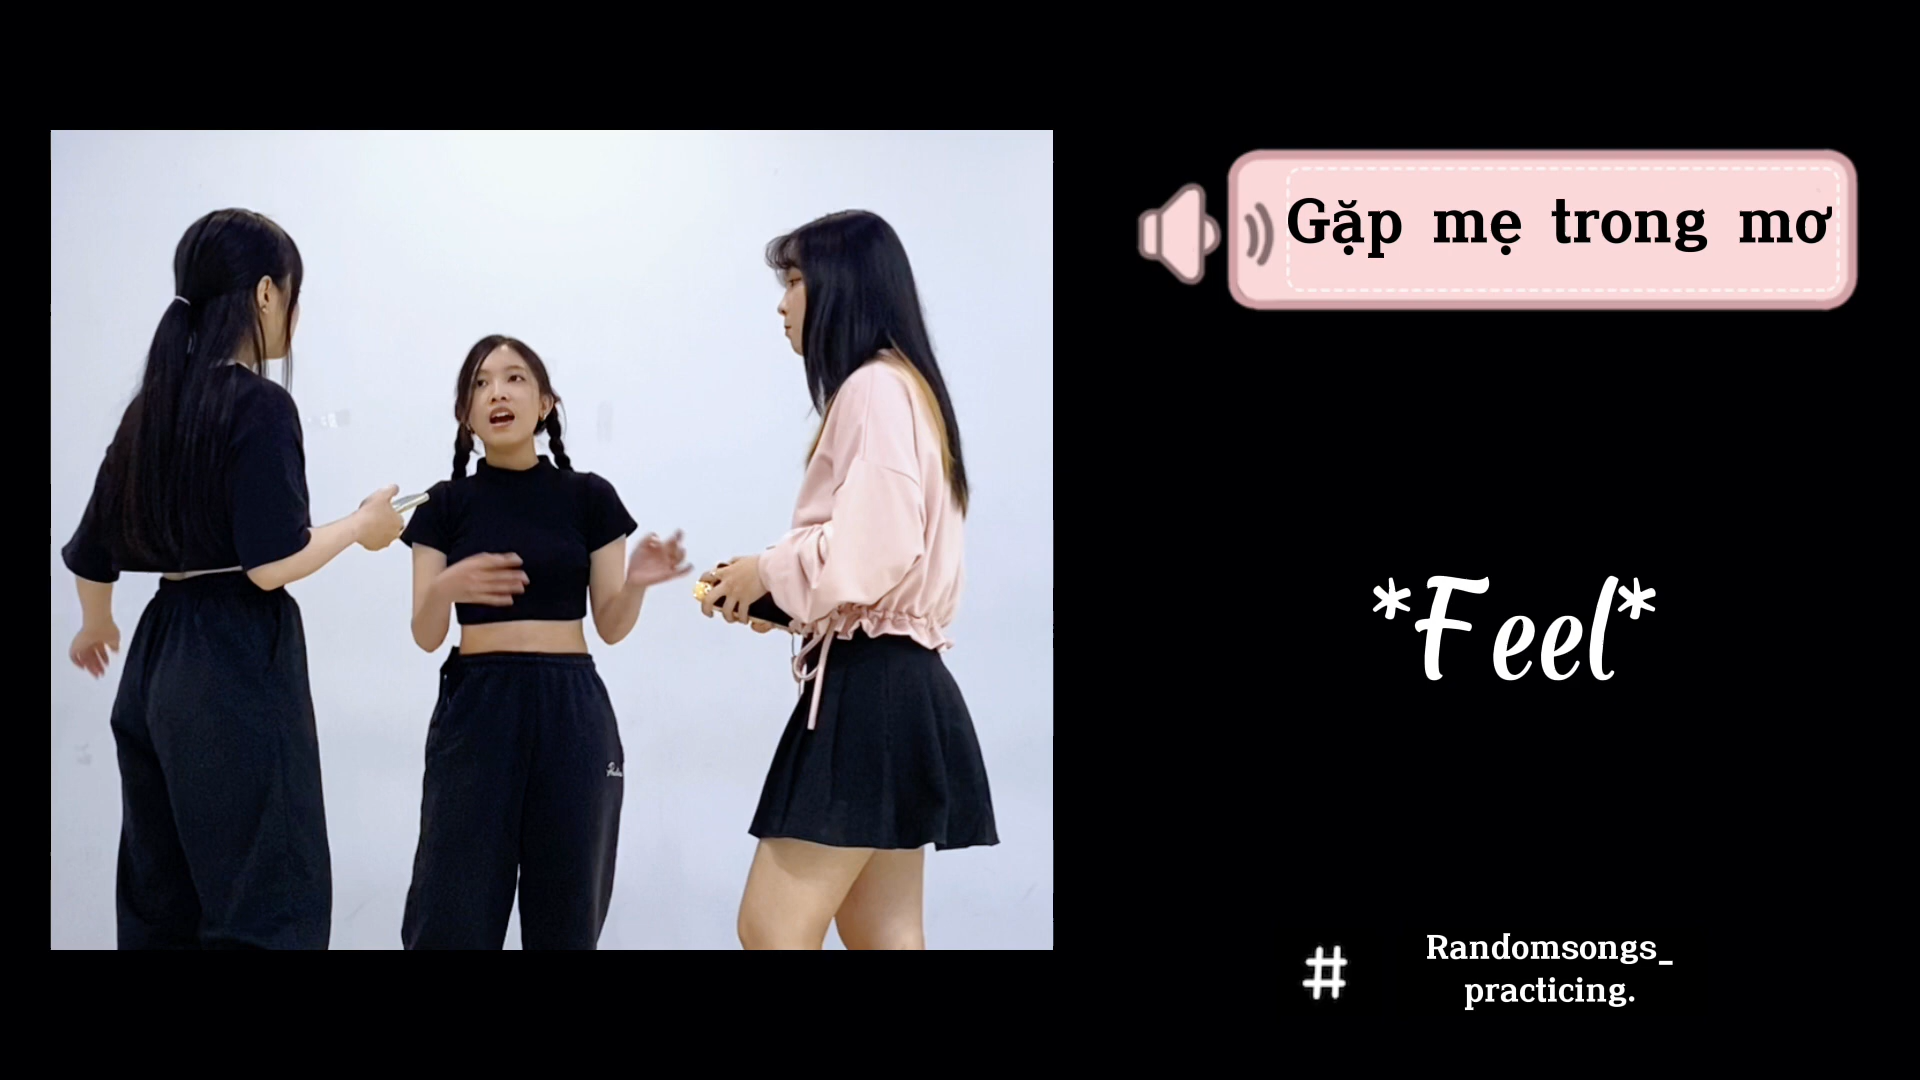 Gặp mẹ trong mơ
*Feel*
# Randomsongs_
practicing.